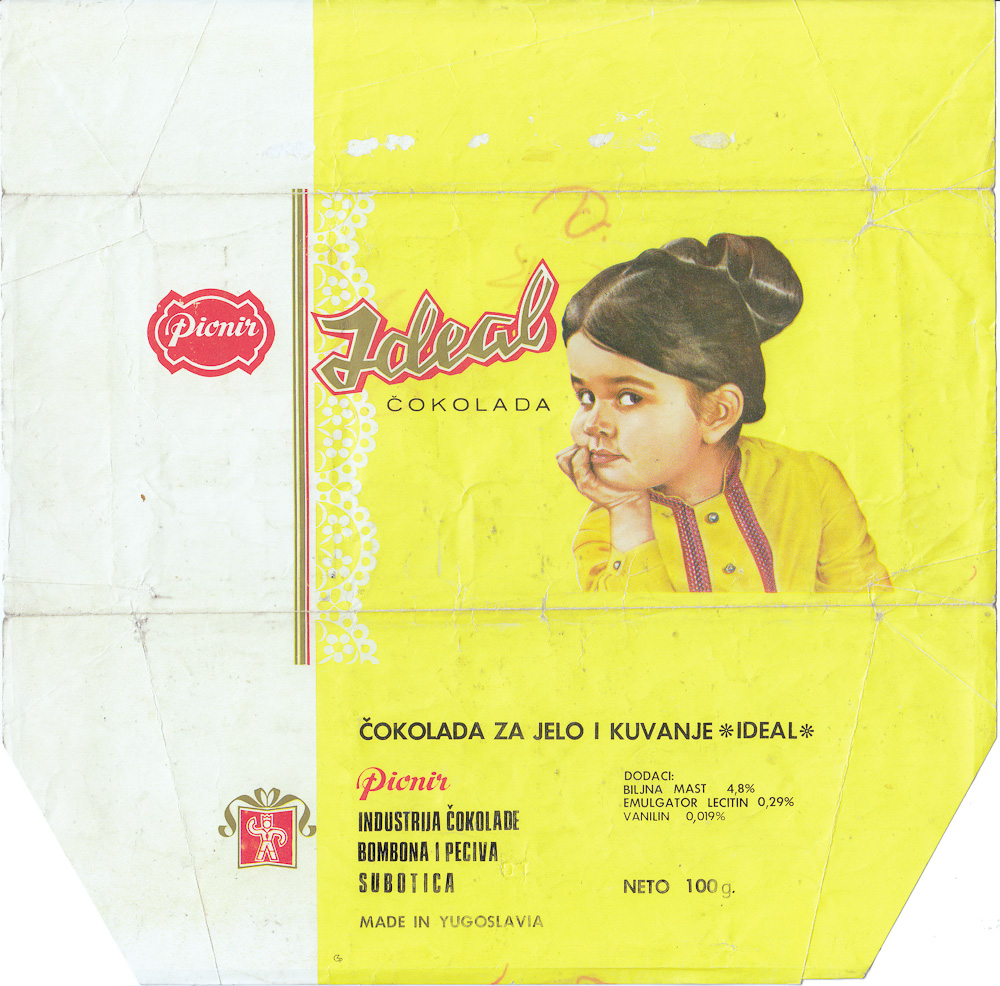 Pionir
Ideal
ČOKOLADA
ČOKOLADA ZA JELO I KUVANJE *IDEAL*
Pionir
INDUSTRIJA ČOKOLADE
BOMBONA I PECIVA
SUBOTICA
MADE IN YUGOSLAVIA
DODACI:
BILJNA MAST 4,8%
EMULGATOR LECITIN 0,29%
VANILIN 0,019%
NETO 100 g.